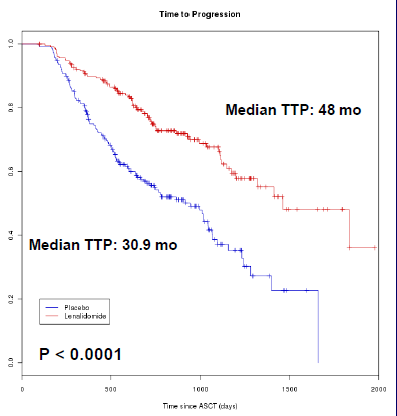 Time to Progression
1.0
0.8
0.6
0.4
0.2
0.0
Median TTP: 48 mo
Median TTP: 30.9 mo
Placebo
Lenalidomide
P < 0.0001
0
500
1000
1500
2000
Time since ASCT (days)